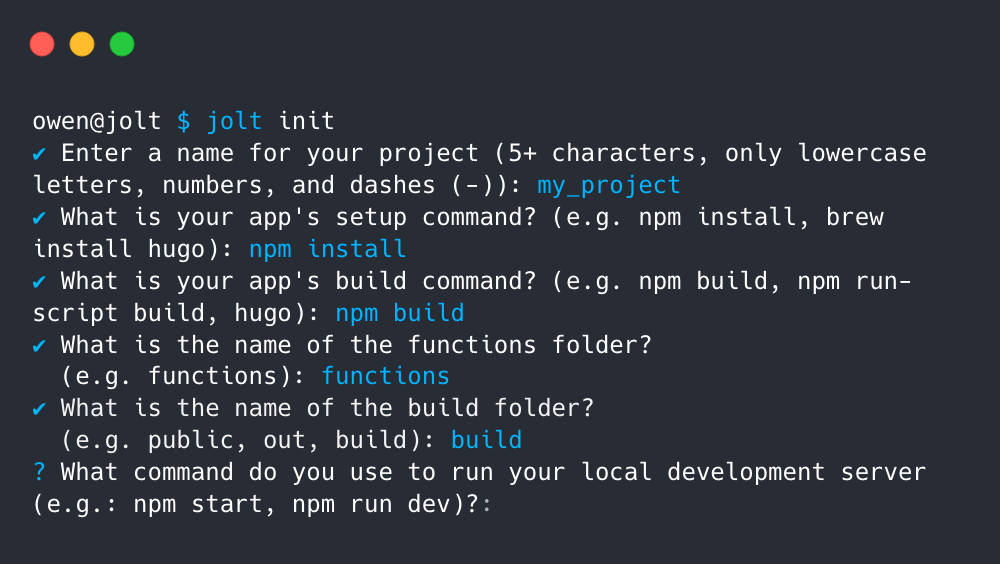 owen@jolt $ jolt init
✔ Enter a name for your project (5+ characters, only lowercase
letters, numbers, and dashes (-)): my_project
✔ What is your app's setup command? (e.g. npm install, brew
install hugo): npm install
✔ What is your app's build command? (e.g. npm build, npm run-
script build, hugo): npm build
✔ What is the name of the functions folder?
(e.g. functions): functions
✔ What is the name of the build folder?
(e.g. public, out, build): build
? What command do you use to run your local development server
(e.g.: npm start, npm run dev)?: